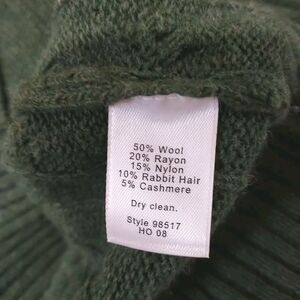 50% Wool
20% Rayon
15% Nylon
10% Rabbit Hair
5% Cashmere
Dry clean.
Style 98517
HO 08